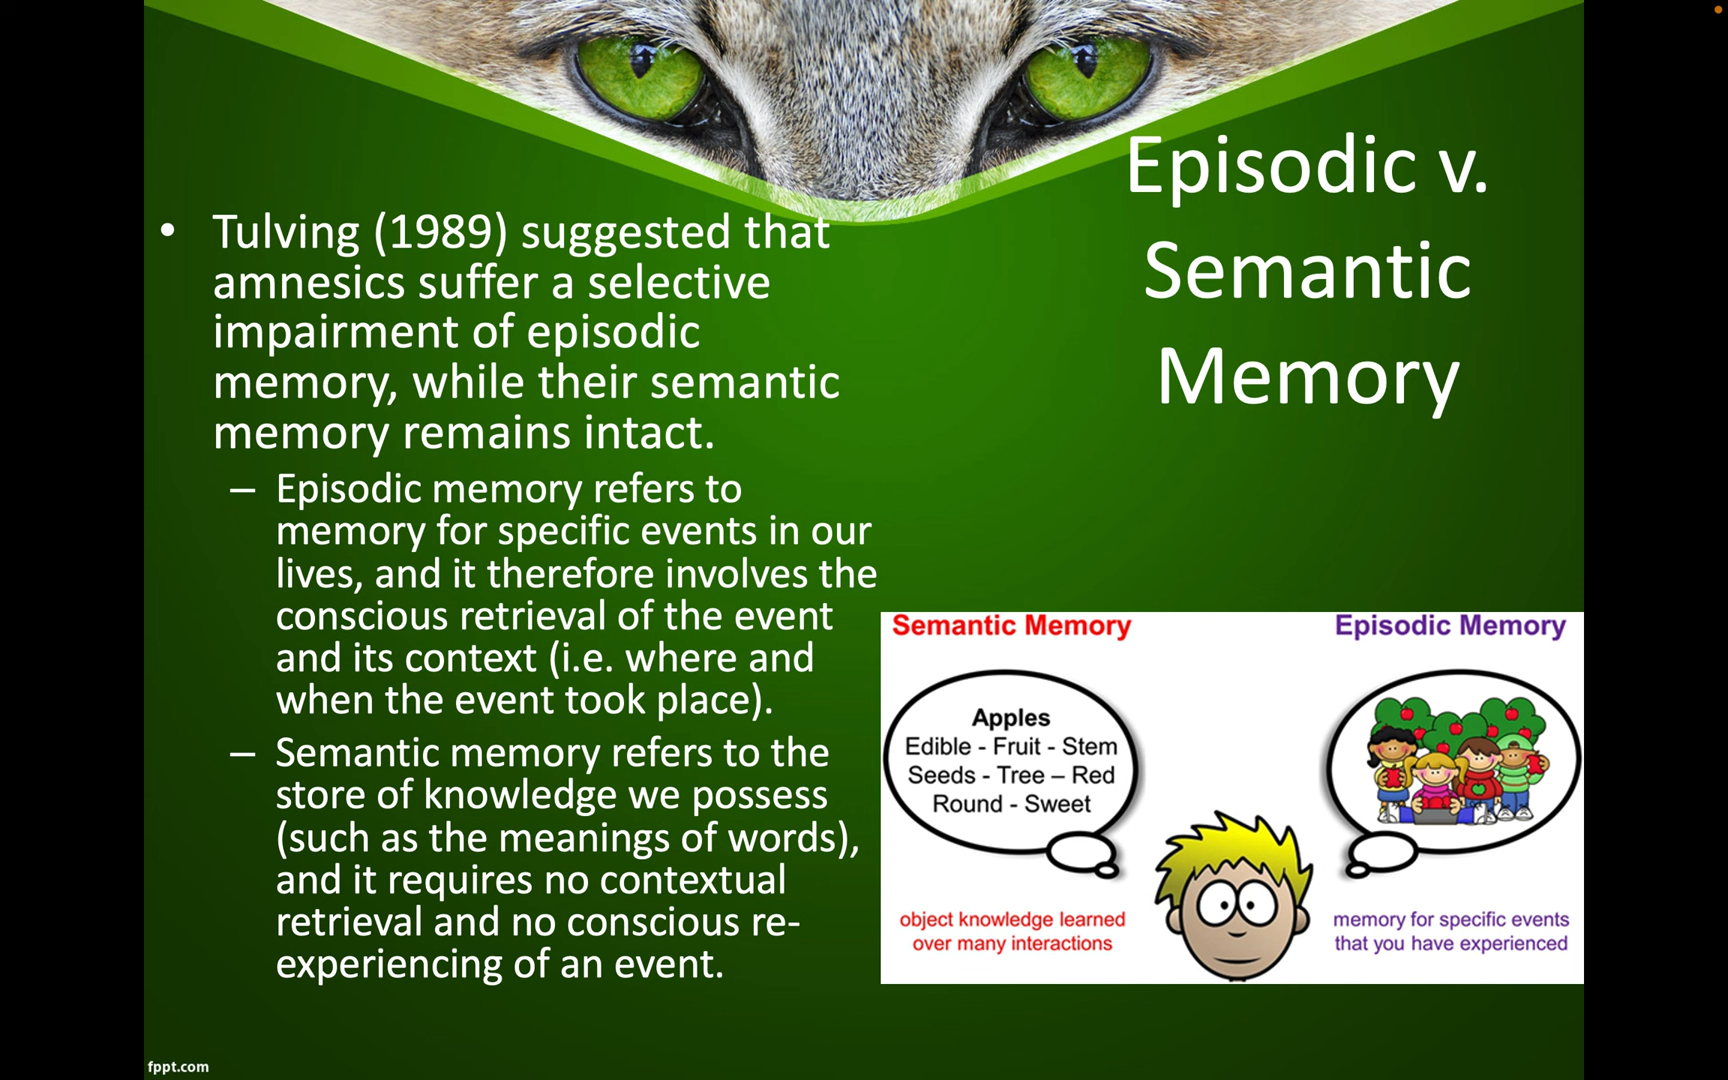 Episodic v.
Semantic
Memory
• Tulving (1989) suggested that
amnesics suffer a selective
impairment of episodic
memory, while their semantic
memory remains intact.
– Episodic memory refers to
memory for specific events in our
lives, and it therefore involves the
conscious retrieval of the event
and its context (i.e. where and
when the event took place).
– Semantic memory refers to the
store of knowledge we possess
(such as the meanings of words),
and it requires no contextual
retrieval and no conscious re-
experiencing of an event.
Semantic Memory
Apples
Edible - Fruit - Stem
Seeds - Tree – Red
Round - Sweet
object knowledge learned
over many interactions
Episodic Memory
memory for specific events
that you have experienced
fppt.com